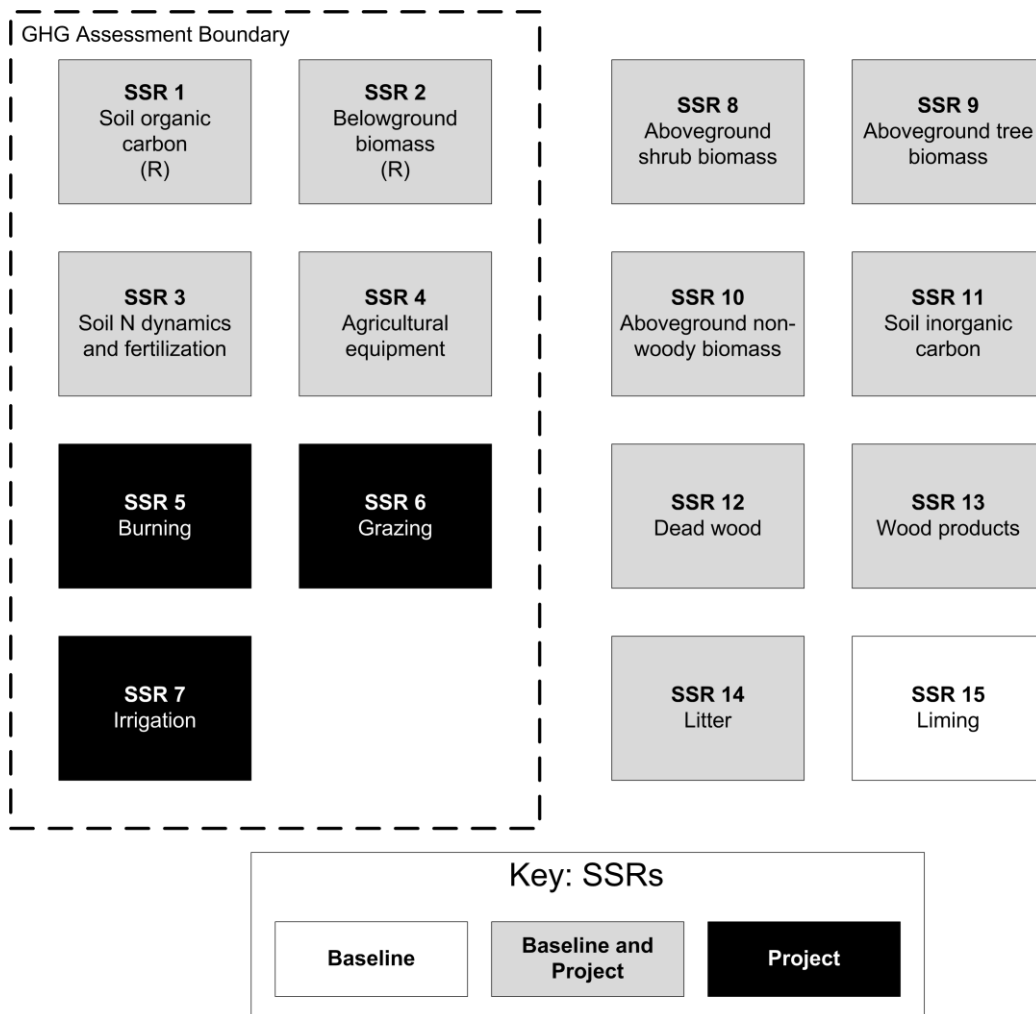 GHG Assessment Boundary
SSR 1
Soil organic
carbon
(R)
SSR 2
Belowground
biomass
(R)
SSR 8
Aboveground
shrub biomass
SSR 9
Aboveground tree
biomass
SSR 3
Soil N dynamics
and fertilization
SSR 4
Agricultural
equipment
SSR 10
Aboveground non-
woody biomass
SSR 11
Soil inorganic
carbon
SSR 5
Burning
SSR 6
Grazing
SSR 12
Dead wood
SSR 13
Wood products
SSR 7
Irrigation
SSR 14
Litter
SSR 15
Liming
Key: SSRs
Baseline
Baseline and
Project
Project